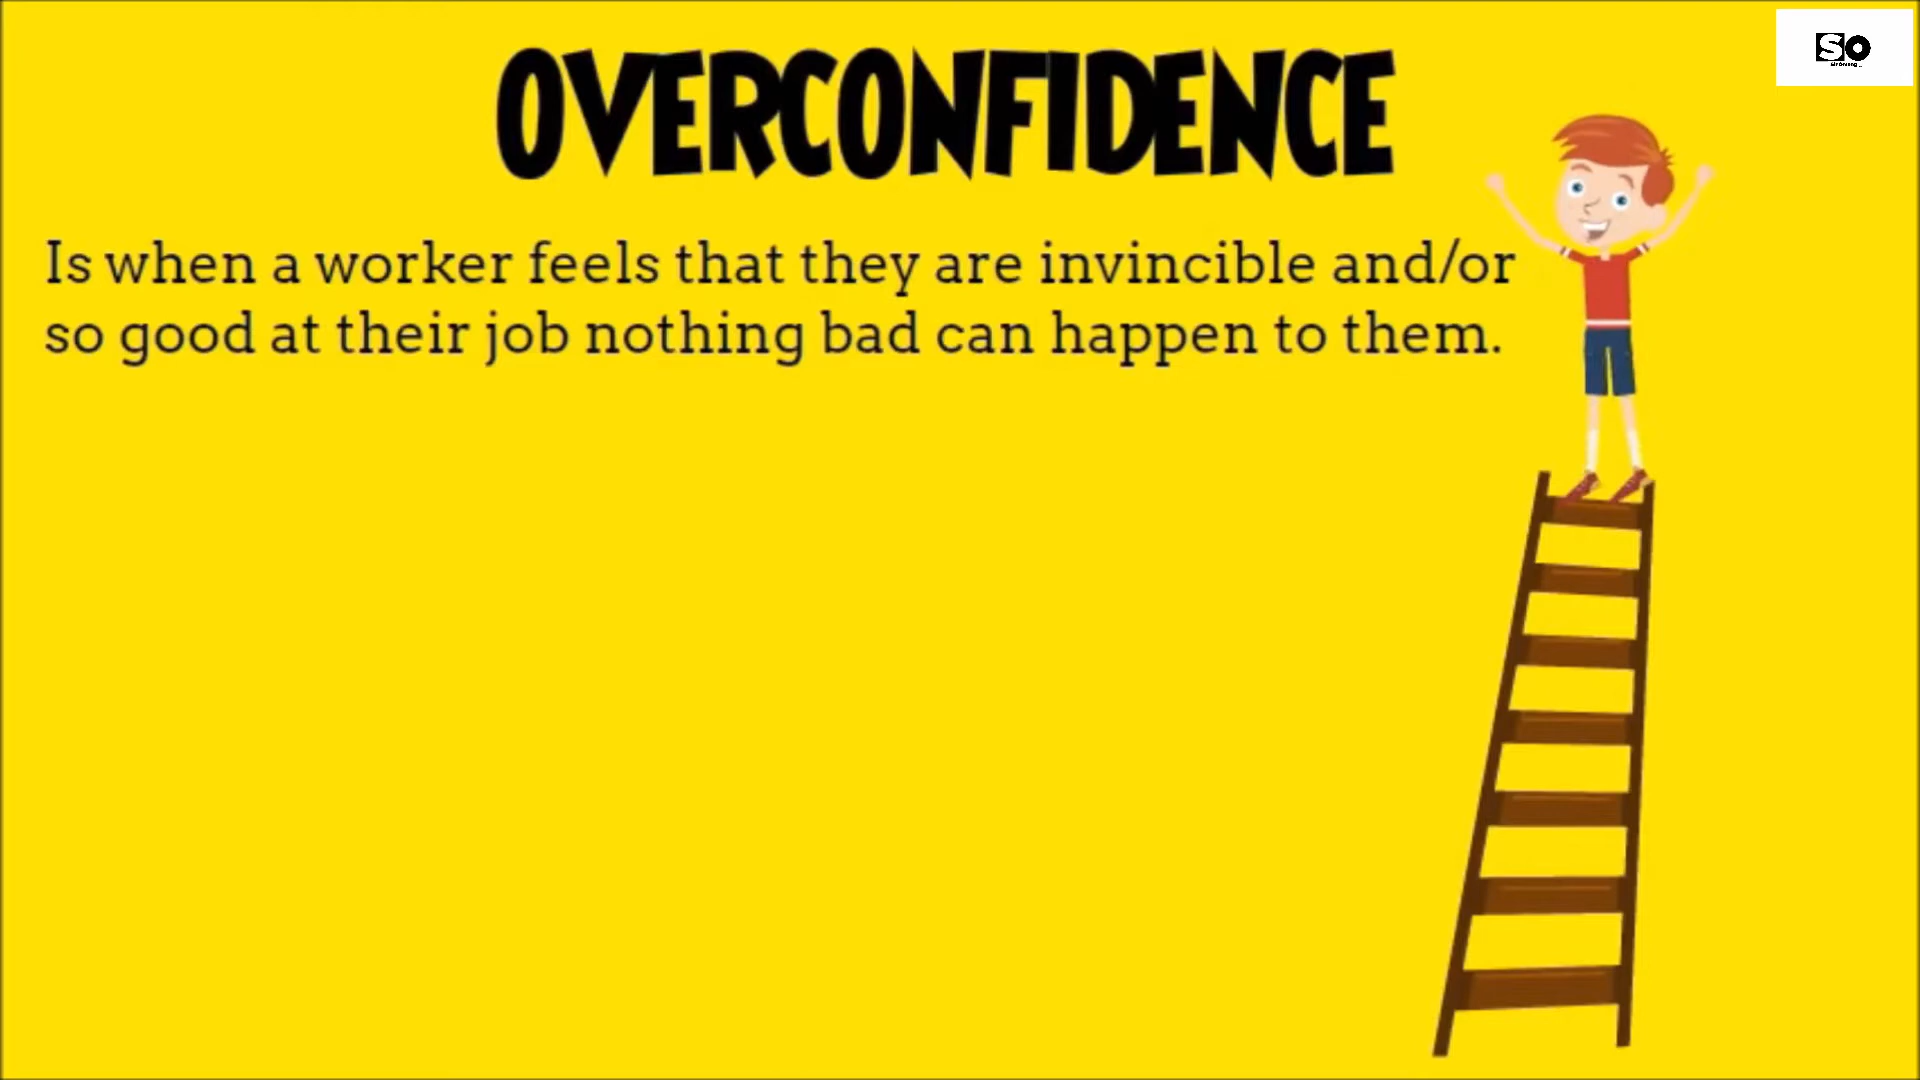 OVERCONFIDENCE
Is when a worker feels that they are invincible and/or
so good at their job nothing bad can happen to them.
SO